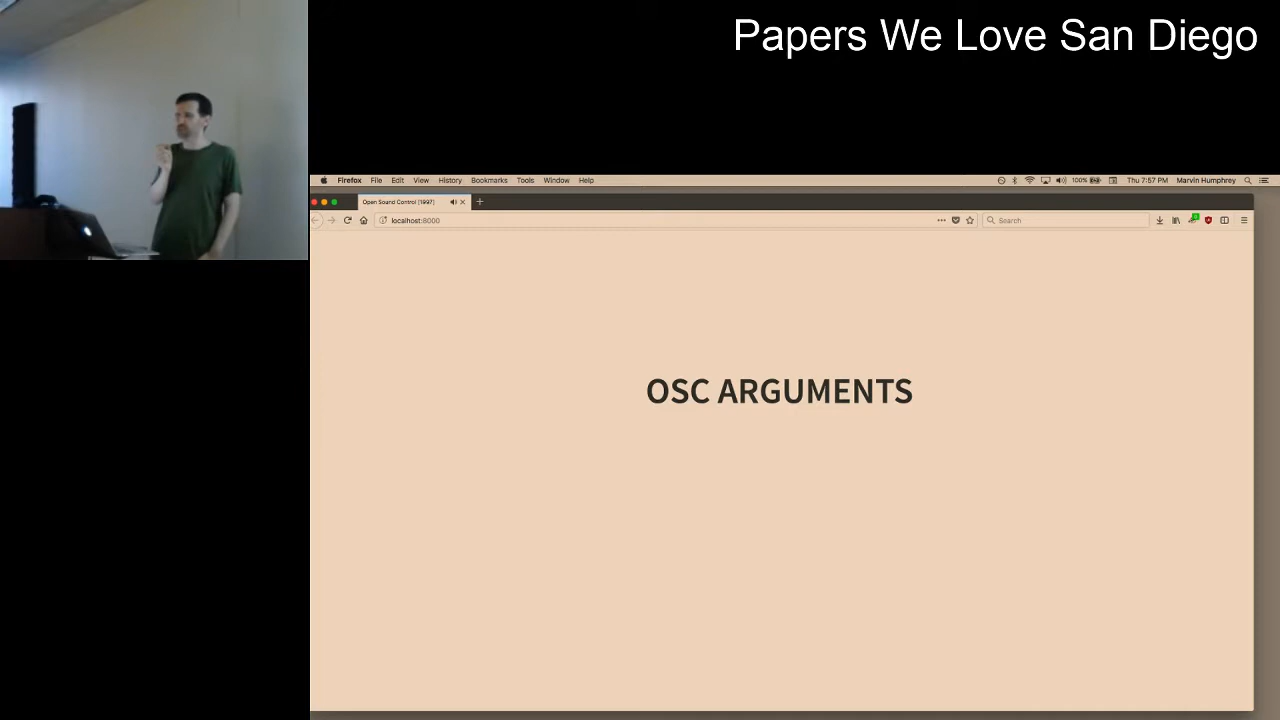 Papers We Love San Diego
Firefox File Edit View History Bookmarks Tools Window Help
100% Thu 7:57 PM Marvin Humphrey
Open Sound Control [1997]
localhost:8000
Search
OSC ARGUMENTS